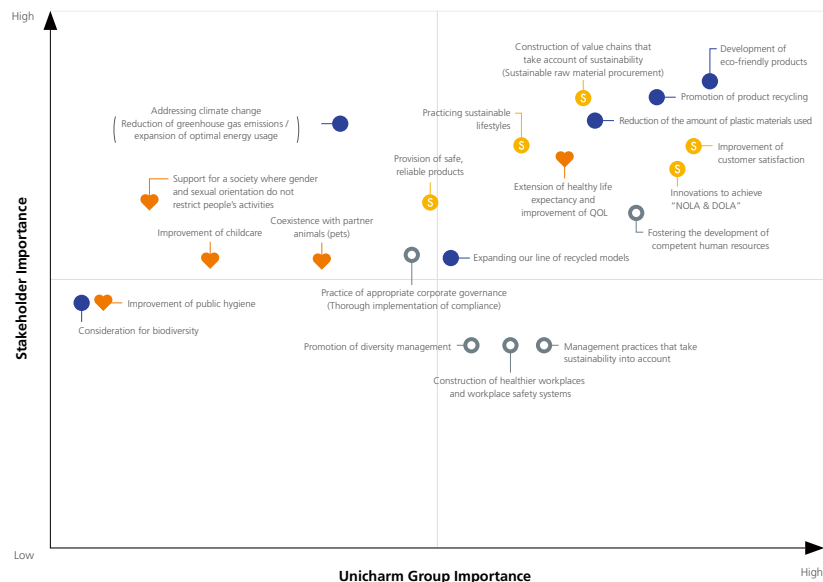 High
Construction of value chains that
take account of sustainability
(Sustainable raw material procurement)
Development of
eco-friendly products
Promotion of product recycling
Addressing climate change
(Reduction of greenhouse gas emissions /
expansion of optimal energy usage)
Practicing sustainable
lifestyles
Reduction of the amount of plastic materials used
S
S
S
S
S
Improvement of
customer satisfaction
Provision of safe,
reliable products
Support for a society where gender
and sexual orientation do not
restrict people's activities
Extension of healthy life
expectancy and
improvement of QOL
Innovations to achieve
"NOLA & DOLA"
Improvement of childcare
Coexistence with partner
animals (pets)
Fostering the development of
competent human resources
Expanding our line of recycled models
Practice of appropriate corporate governance
(Thorough implementation of compliance)
Improvement of public hygiene
Consideration for biodiversity
Promotion of diversity management
Management practices that take
sustainability into account
Construction of healthier workplaces
and workplace safety systems
Stakeholder Importance
Low
Unicharm Group Importance
High